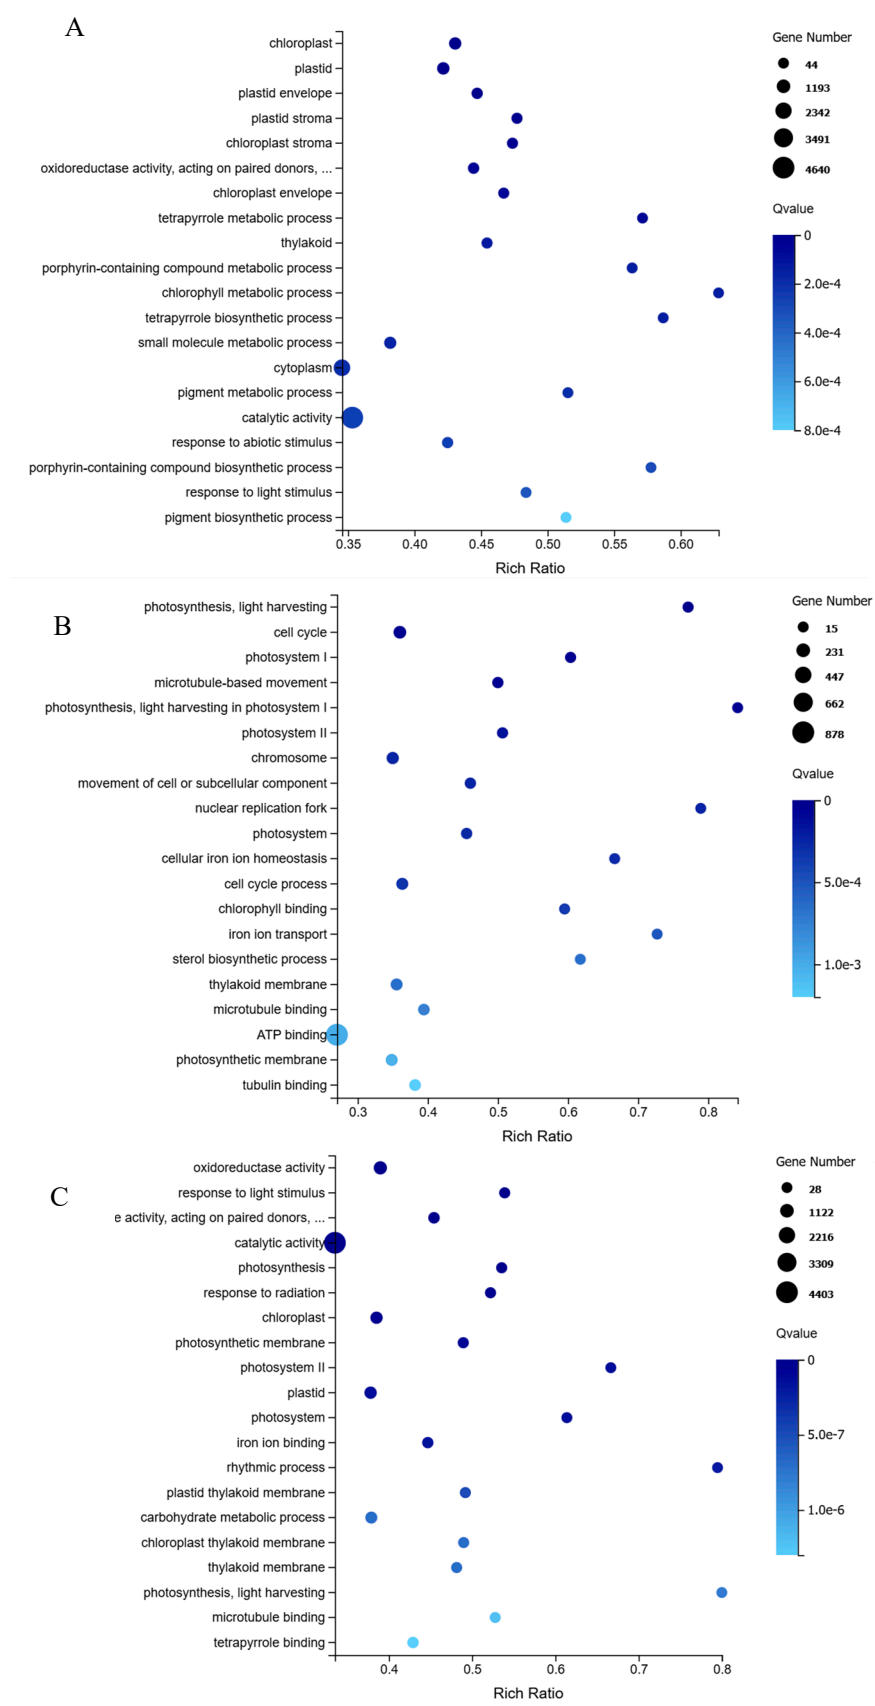 A
chloroplast
plastid
plastid envelope
plastid stroma
chloroplast stroma
oxidoreductase activity, acting on paired donors, ...
chloroplast envelope
tetrapyrrole metabolic process
thylakoid
porphyrin-containing compound metabolic process
chlorophyll metabolic process
tetrapyrrole biosynthetic process
small molecule metabolic process
cytoplasm
pigment metabolic process
catalytic activity
response to abiotic stimulus
porphyrin-containing compound biosynthetic process
response to light stimulus
pigment biosynthetic process
0.35 0.40 0.45 0.50 0.55 0.60
Rich Ratio
Gene Number
44
1193
2342
3491
4640
Qvalue
0
2.0e-4
4.0e-4
6.0e-4
8.0e-4
B
photosynthesis, light harvesting
cell cycle
photosystem I
microtubule-based movement
photosynthesis, light harvesting in photosystem I
photosystem II
chromosome
movement of cell or subcellular component
nuclear replication fork
photosystem
cellular iron ion homeostasis
cell cycle process
chlorophyll binding
iron ion transport
sterol biosynthetic process
thylakoid membrane
microtubule binding
ATP binding
photosynthetic membrane
tubulin binding
0.3 0.4 0.5 0.6 0.7 0.8
Rich Ratio
Gene Number
15
231
447
662
878
Qvalue
0
5.0e-4
1.0e-3
C
oxidoreductase activity
response to light stimulus
e activity, acting on paired donors, ...
catalytic activity
photosynthesis
response to radiation
chloroplast
photosynthetic membrane
photosystem II
plastid
photosystem
iron ion binding
rhythmic process
plastid thylakoid membrane
carbohydrate metabolic process
chloroplast thylakoid membrane
thylakoid membrane
photosynthesis, light harvesting
microtubule binding
tetrapyrrole binding
0.4 0.5 0.6 0.7 0.8
Rich Ratio
Gene Number
28
1122
2216
3309
4403
Qvalue
0
5.0e-7
1.0e-6